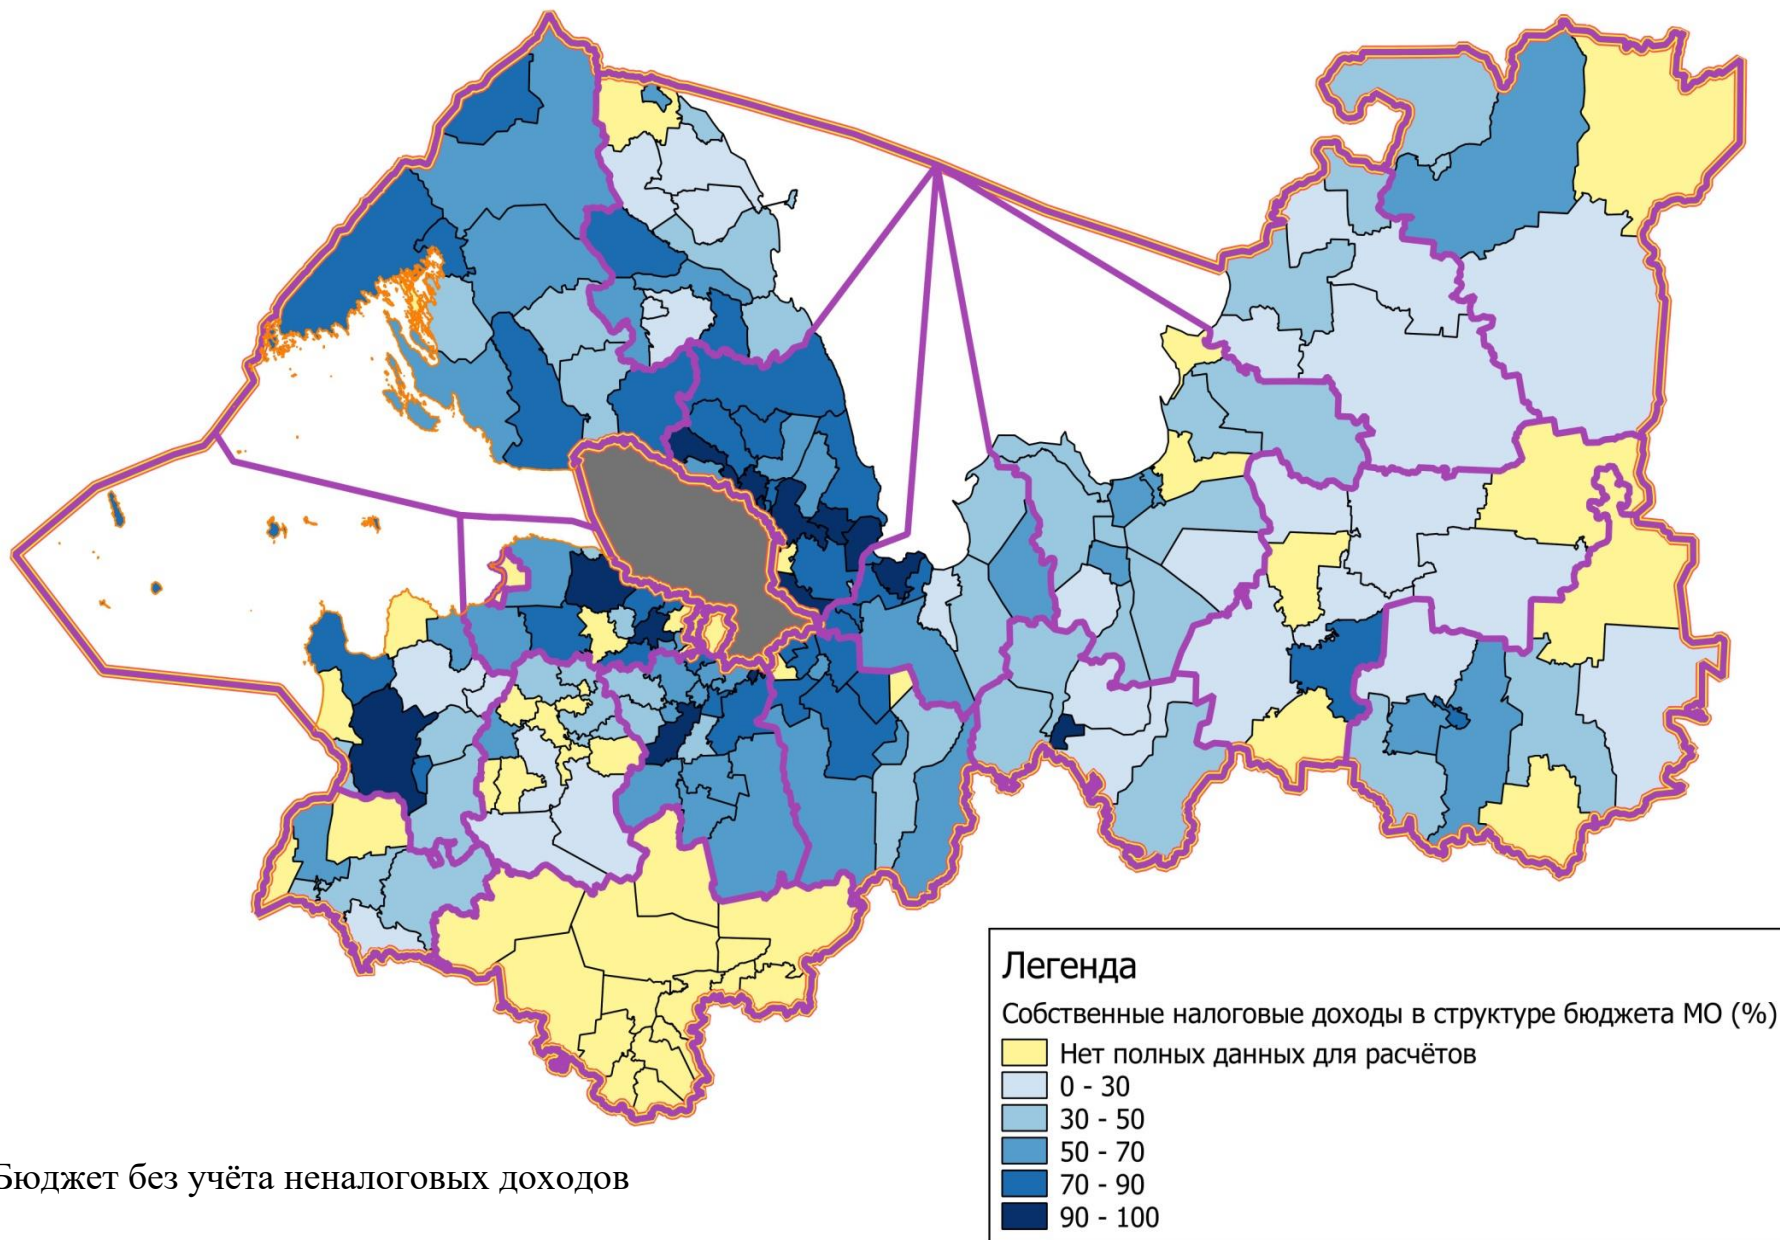 Легенда
Собственные налоговые доходы в структуре бюджета МО (%)
Нет полных данных для расчётов
0 - 30
30 - 50
50 - 70
70 - 90
90 - 100
Бюджет без учёта неналоговых доходов